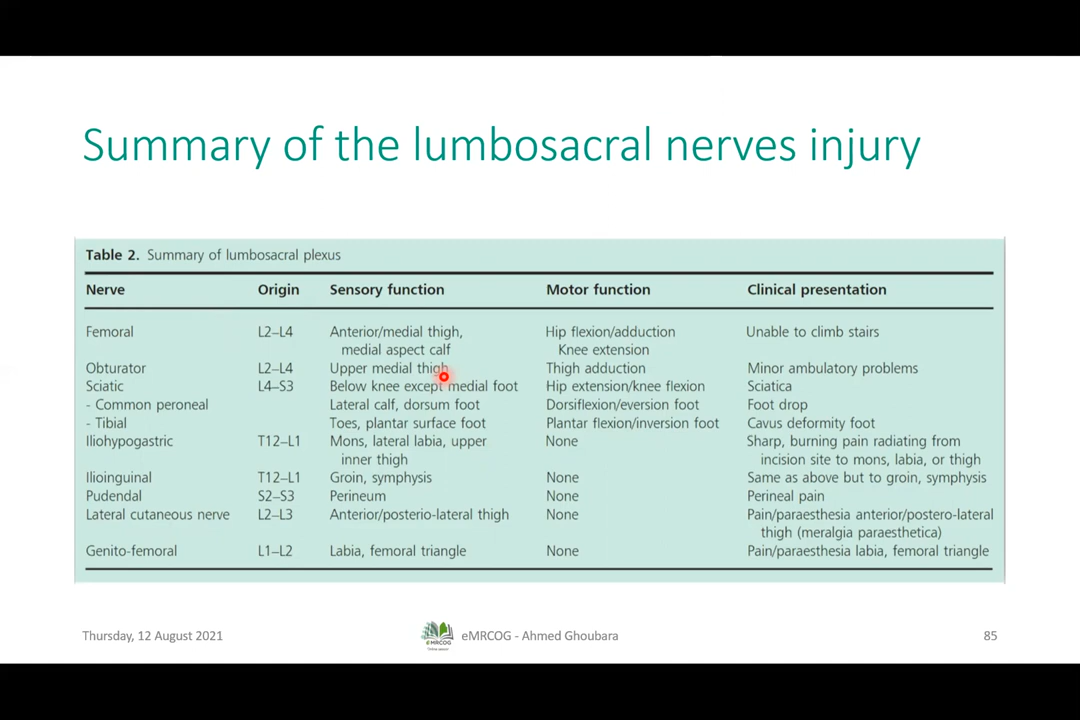 Summary of the lumbosacral nerves injury
Table 2. Summary of lumbosacral plexus
Nerve Origin Sensory function Motor function Clinical presentation
Femoral L2–L4 Anterior/medial thigh, Hip flexion/adduction Unable to climb stairs
medial aspect calf Knee extension
Obturator L2–L4 Upper medial thigh Thigh adduction Minor ambulatory problems
Sciatic L4–S3 Below knee except medial foot Hip extension/knee flexion Sciatica
- Common peroneal Lateral calf, dorsum foot Dorsiflexion/eversion foot Foot drop
- Tibial Toes, plantar surface foot Plantar flexion/inversion foot Cavus deformity foot
Iliohypogastric T12–L1 Mons, lateral labia, upper None Sharp, burning pain radiating from
inner thigh incision site to mons, labia, or thigh
Ilioinguinal T12–L1 Groin, symphysis None Same as above but to groin, symphysis
Pudendal S2–S3 Perineum None Perineal pain
Lateral cutaneous nerve L2–L3 Anterior/posterio-lateral thigh None Pain/paraesthesia anterior/postero-lateral
thigh (meralgia paraesthetica)
Genito-femoral L1–L2 Labia, femoral triangle None Pain/paraesthesia labia, femoral triangle
Thursday, 12 August 2021 eMRCOG eMRCOG - Ahmed Ghoubara 85